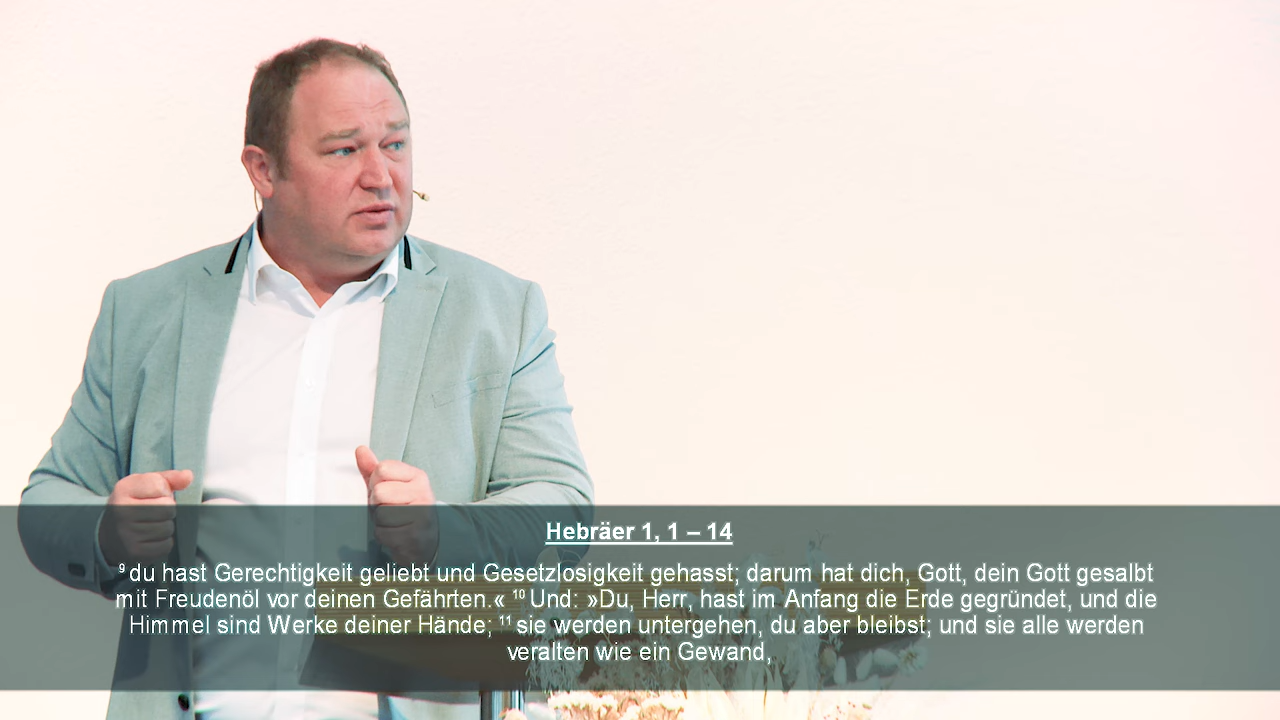 Hebräer 1, 1 – 14
⁹ du hast Gerechtigkeit geliebt und Gesetzlosigkeit gehasst; darum hat dich, Gott, dein Gott gesalbt
mit Freudenöl vor deinen Gefährten.« ¹⁰ Und: »Du, Herr, hast im Anfang die Erde gegründet, und die
Himmel sind Werke deiner Hände; ¹¹ sie werden untergehen, du aber bleibst; und sie alle werden
veralten wie ein Gewand,